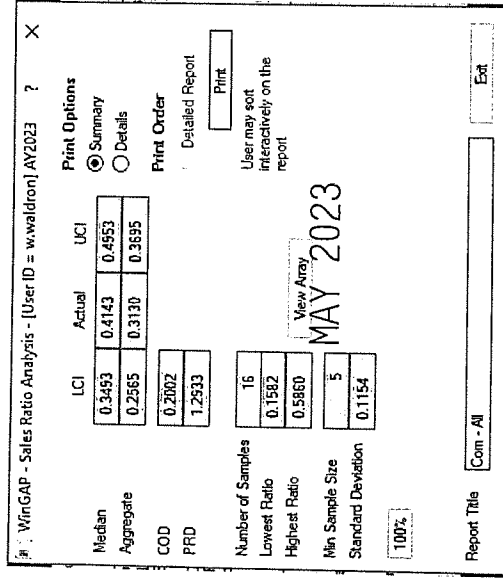 WinGAP - Sales Ratio Analysis - [User ID = w.waldron] AY2023 ? X
LCI Actual UCI
Median 0.3493 0.4143 0.4953
Aggregate 0.2565 0.3130 0.3695
COD 0.2002
PRD 1.2933
Number of Samples 16
Lowest Ratio 0.1582
Highest Ratio 0.5860
Min Sample Size 5
Standard Deviation 0.1154
100%
Print Options
Summary
Details
Print Order
Detailed Report
Print
User may sort
interactively on the
report
View Array
MAY 2023
Report Title Com - All
Exit